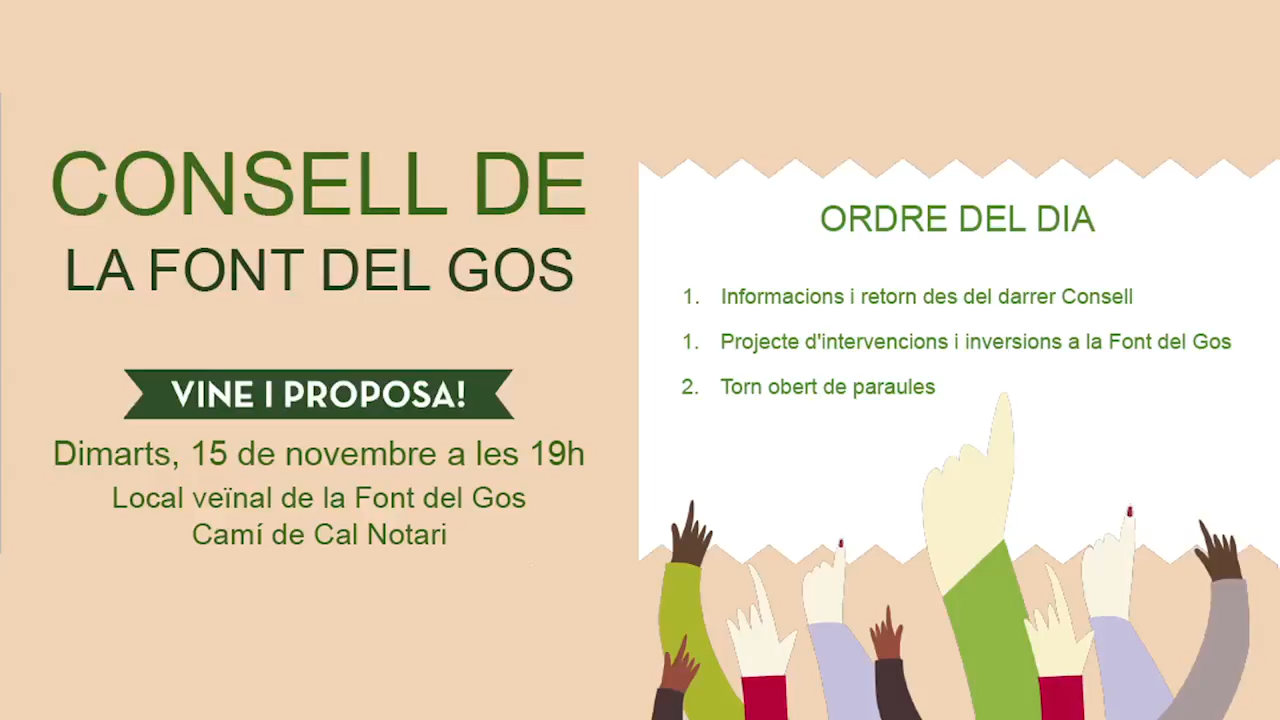 CONSELL DE
LA FONT DEL GOS
VINE I PROPOSA!
Dimarts, 15 de novembre a les 19h
Local veïnal de la Font del Gos
Camí de Cal Notari
ORDRE DEL DIA
1. Informacions i retorn des del darrer Consell
1. Projecte d'intervencions i inversions a la Font del Gos
2. Torn obert de paraules